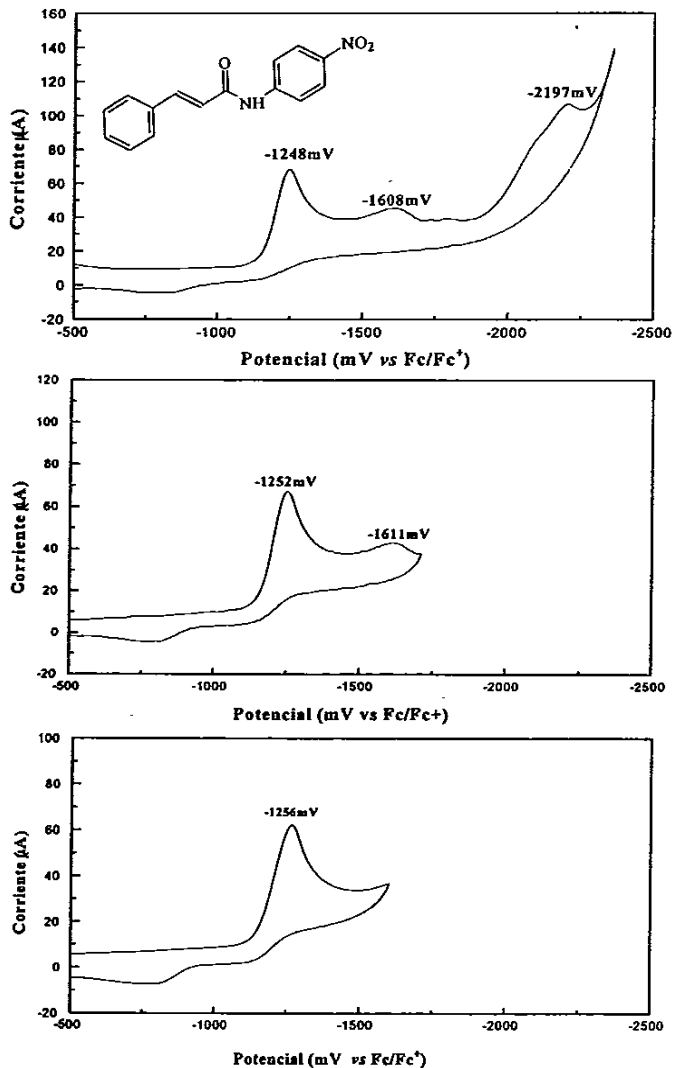 160
140
120
100
80
60
40
20
0
-20
Corriente (µA)
O
NH
NO2
-1248mV
-1608mV
-2197mV
-500
-1000
-1500
-2000
-2500
Potencial (mV vs Fc/Fc+)
120
100
80
60
40
20
0
-20
Corriente (µA)
-1252mV
-1611mV
-500
-1000
-1500
-2000
-2500
Potencial (mV vs Fc/Fc+)
100
80
60
40
20
0
-20
Corriente (µA)
-1256mV
-500
-1000
-1500
-2000
-2500
Potencial (mV vs Fc/Fc+)